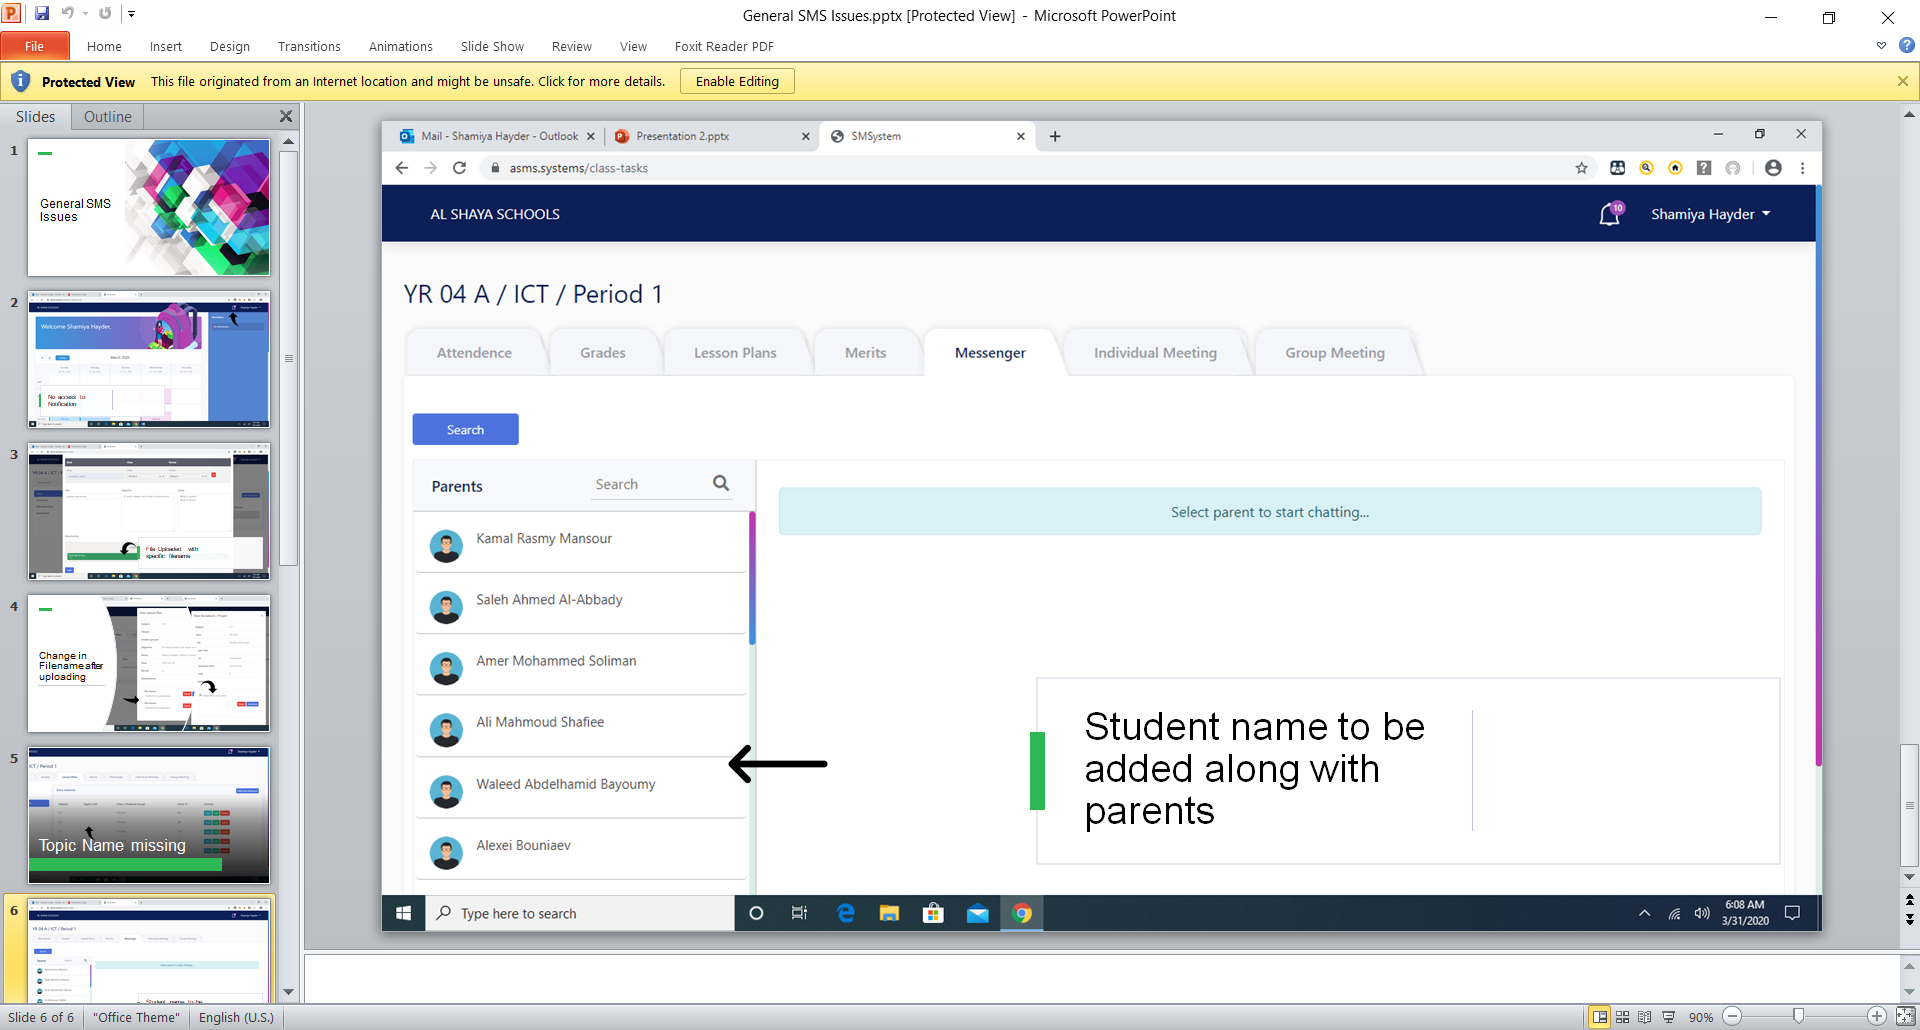 General SMS Issues.pptx [Protected View] - Microsoft PowerPoint
File Home Insert Design Transitions Animations Slide Show Review View Foxit Reader PDF
Protected View This file originated from an Internet location and might be unsafe. Click for more details. Enable Editing
Slides Outline
1
General SMS
Issues
2
Welcome Shamiya Hayder,
No access to
Notification
3
File Uploaded with
specific filename
4
Change in
Filename after
uploading
5
Topic Name missing
6
YR 04 A / ICT / Period 1
Student name to be
Mail - Shamiya Hayder - Outlook Presentation 2.pptx SMSystem
asms.systems/class-tasks
AL SHAYA SCHOOLS
10
Shamiya Hayder
YR 04 A / ICT / Period 1
Attendence Grades Lesson Plans Merits Messenger Individual Meeting Group Meeting
Search
Parents Search
Select parent to start chatting...
Kamal Rasmy Mansour
Saleh Ahmed Al-Abbady
Amer Mohammed Soliman
Ali Mahmoud Shafiee
Waleed Abdelhamid Bayoumy
Alexei Bouniaev
Student name to be
added along with
parents
Type here to search
6:08 AM
3/31/2020
Slide 6 of 6 "Office Theme" English (U.S.) 90%